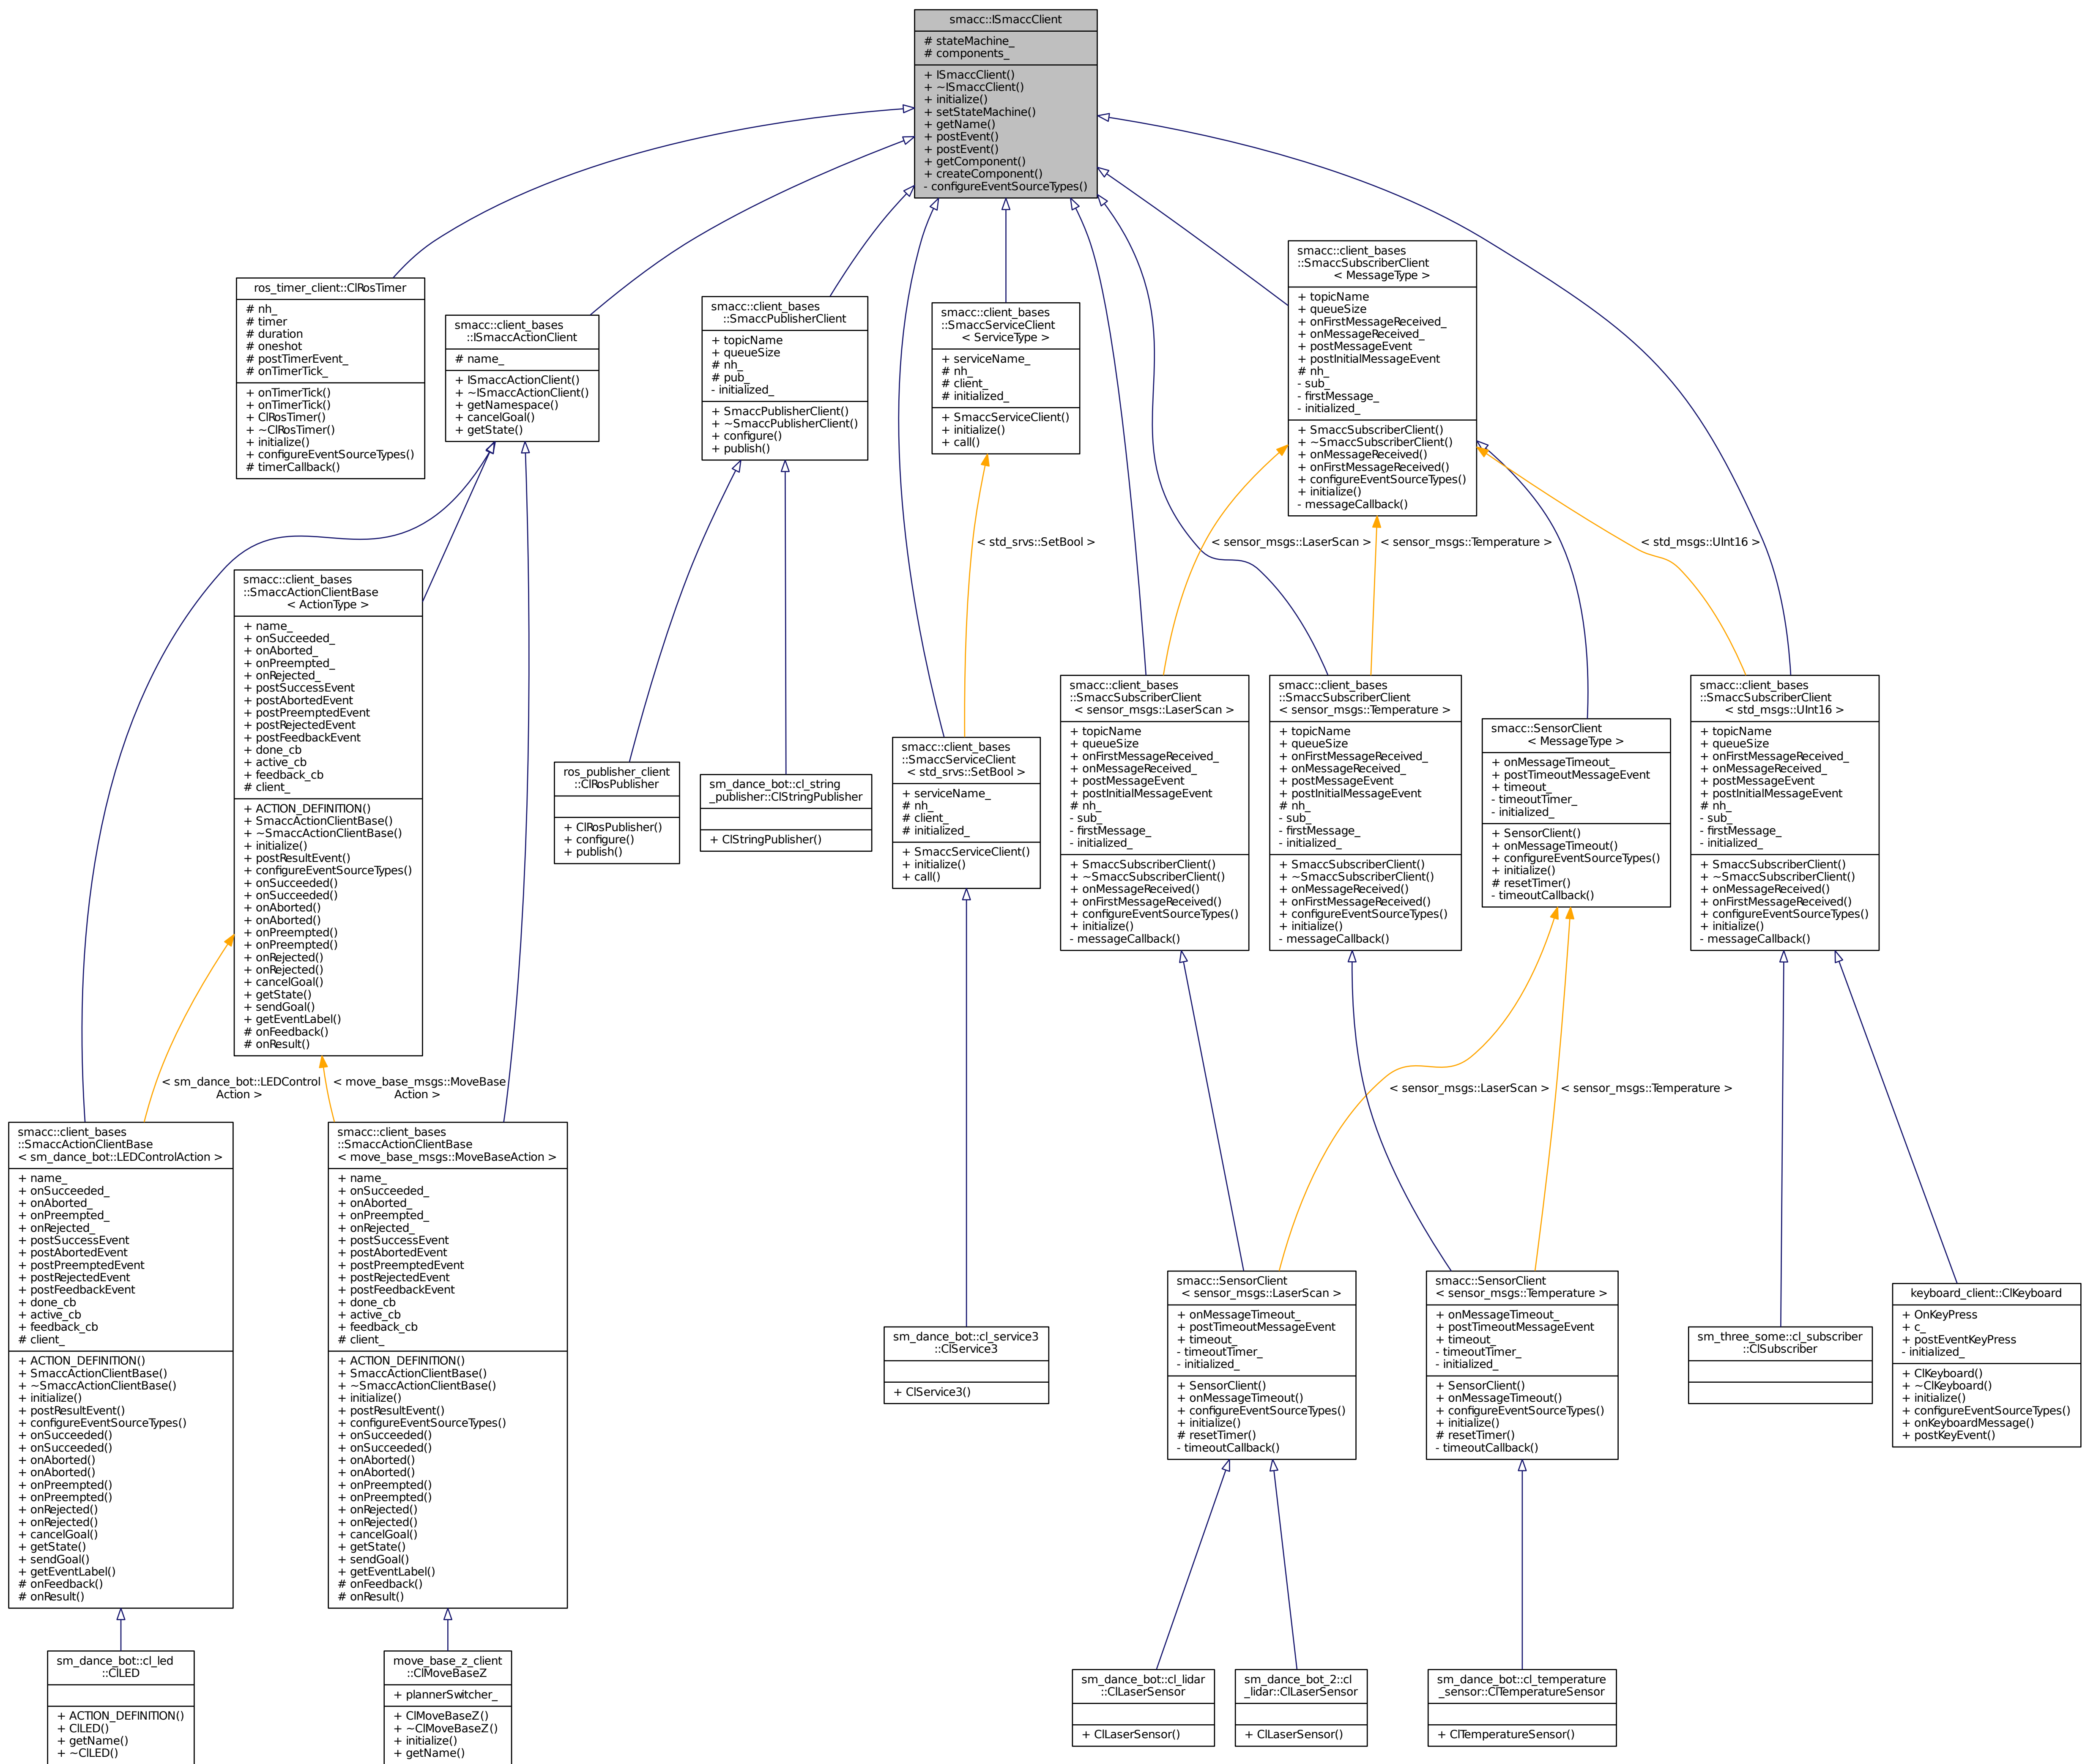 smacc::ISmaccClient
# stateMachine_
# components_
+ ISmaccClient()
+ ~ISmaccClient()
+ initialize()
+ setStateMachine()
+ getName()
+ postEvent()
+ postEvent()
+ getComponent()
+ createComponent()
- configureEventSourceTypes()
ros_timer_client::ClRosTimer
# nh_
# timer
# duration
# oneshot
# postTimerEvent_
# onTimerTick_
+ onTimerTick()
+ onTimerTick()
+ ClRosTimer()
+ ~ClRosTimer()
+ initialize()
+ configureEventSourceTypes()
# timerCallback()
smacc::client_bases
::ISmaccActionClient
# name_
+ ISmaccActionClient()
+ ~ISmaccActionClient()
+ getNamespace()
+ cancelGoal()
+ getState()
smacc::client_bases
::SmaccPublisherClient
+ topicName
+ queueSize
# nh_
# pub_
- initialized_
+ SmaccPublisherClient()
+ ~SmaccPublisherClient()
+ configure()
+ publish()
smacc::client_bases
::SmaccServiceClient
< ServiceType >
+ serviceName_
# nh_
# client_
# initialized_
+ SmaccServiceClient()
+ initialize()
+ call()
smacc::client_bases
::SmaccSubscriberClient
< MessageType >
+ topicName
+ queueSize
+ onFirstMessageReceived_
+ onMessageReceived_
+ postMessageEvent
+ postInitialMessageEvent
# nh_
- sub_
- firstMessage_
- initialized_
+ SmaccSubscriberClient()
+ ~SmaccSubscriberClient()
+ onMessageReceived()
+ onFirstMessageReceived()
+ configureEventSourceTypes()
+ initialize()
- messageCallback()
< std_srvs::SetBool >
< sensor_msgs::LaserScan >
< sensor_msgs::Temperature >
< std_msgs::UInt16 >
smacc::client_bases
::SmaccActionClientBase
< ActionType >
+ name_
+ onSucceeded_
+ onAborted_
+ onPreempted_
+ onRejected_
+ postSuccessEvent
+ postAbortedEvent
+ postPreemptedEvent
+ postRejectedEvent
+ postFeedbackEvent
+ done_cb
+ active_cb
+ feedback_cb
# client_
+ ACTION_DEFINITION()
+ SmaccActionClientBase()
+ ~SmaccActionClientBase()
+ initialize()
+ postResultEvent()
+ configureEventSourceTypes()
+ onSucceeded()
+ onSucceeded()
+ onAborted()
+ onAborted()
+ onPreempted()
+ onPreempted()
+ onRejected()
+ onRejected()
+ cancelGoal()
+ getState()
+ sendGoal()
+ getEventLabel()
# onFeedback()
# onResult()
ros_publisher_client
::ClRosPublisher
+ ClRosPublisher()
+ configure()
+ publish()
sm_dance_bot::cl_string
_publisher::ClStringPublisher
+ ClStringPublisher()
smacc::client_bases
::SmaccServiceClient
< std_srvs::SetBool >
+ serviceName_
# nh_
# client_
# initialized_
+ SmaccServiceClient()
+ initialize()
+ call()
smacc::client_bases
::SmaccSubscriberClient
< sensor_msgs::LaserScan >
+ topicName
+ queueSize
+ onFirstMessageReceived_
+ onMessageReceived_
+ postMessageEvent
+ postInitialMessageEvent
# nh_
- sub_
- firstMessage_
- initialized_
+ SmaccSubscriberClient()
+ ~SmaccSubscriberClient()
+ onMessageReceived()
+ onFirstMessageReceived()
+ configureEventSourceTypes()
+ initialize()
- messageCallback()
smacc::client_bases
::SmaccSubscriberClient
< sensor_msgs::Temperature >
+ topicName
+ queueSize
+ onFirstMessageReceived_
+ onMessageReceived_
+ postMessageEvent
+ postInitialMessageEvent
# nh_
- sub_
- firstMessage_
- initialized_
+ SmaccSubscriberClient()
+ ~SmaccSubscriberClient()
+ onMessageReceived()
+ onFirstMessageReceived()
+ configureEventSourceTypes()
+ initialize()
- messageCallback()
smacc::SensorClient
< MessageType >
+ onMessageTimeout_
+ postTimeoutMessageEvent
+ timeout_
- timeoutTimer_
- initialized_
+ SensorClient()
+ onMessageTimeout()
+ configureEventSourceTypes()
+ initialize()
# resetTimer()
- timeoutCallback()
smacc::client_bases
::SmaccSubscriberClient
< std_msgs::UInt16 >
+ topicName
+ queueSize
+ onFirstMessageReceived_
+ onMessageReceived_
+ postMessageEvent
+ postInitialMessageEvent
# nh_
- sub_
- firstMessage_
- initialized_
+ SmaccSubscriberClient()
+ ~SmaccSubscriberClient()
+ onMessageReceived()
+ onFirstMessageReceived()
+ configureEventSourceTypes()
+ initialize()
- messageCallback()
< sm_dance_bot::LEDControl
Action >
< move_base_msgs::MoveBase
Action >
< sensor_msgs::LaserScan >
< sensor_msgs::Temperature >
smacc::client_bases
::SmaccActionClientBase
< sm_dance_bot::LEDControlAction >
+ name_
+ onSucceeded_
+ onAborted_
+ onPreempted_
+ onRejected_
+ postSuccessEvent
+ postAbortedEvent
+ postPreemptedEvent
+ postRejectedEvent
+ postFeedbackEvent
+ done_cb
+ active_cb
+ feedback_cb
# client_
+ ACTION_DEFINITION()
+ SmaccActionClientBase()
+ ~SmaccActionClientBase()
+ initialize()
+ postResultEvent()
+ configureEventSourceTypes()
+ onSucceeded()
+ onSucceeded()
+ onAborted()
+ onAborted()
+ onPreempted()
+ onPreempted()
+ onRejected()
+ onRejected()
+ cancelGoal()
+ getState()
+ sendGoal()
+ getEventLabel()
# onFeedback()
# onResult()
smacc::client_bases
::SmaccActionClientBase
< move_base_msgs::MoveBaseAction >
+ name_
+ onSucceeded_
+ onAborted_
+ onPreempted_
+ onRejected_
+ postSuccessEvent
+ postAbortedEvent
+ postPreemptedEvent
+ postRejectedEvent
+ postFeedbackEvent
+ done_cb
+ active_cb
+ feedback_cb
# client_
+ ACTION_DEFINITION()
+ SmaccActionClientBase()
+ ~SmaccActionClientBase()
+ initialize()
+ postResultEvent()
+ configureEventSourceTypes()
+ onSucceeded()
+ onSucceeded()
+ onAborted()
+ onAborted()
+ onPreempted()
+ onPreempted()
+ onRejected()
+ onRejected()
+ cancelGoal()
+ getState()
+ sendGoal()
+ getEventLabel()
# onFeedback()
# onResult()
sm_dance_bot::cl_service3
::ClService3
+ ClService3()
smacc::SensorClient
< sensor_msgs::LaserScan >
+ onMessageTimeout_
+ postTimeoutMessageEvent
+ timeout_
- timeoutTimer_
- initialized_
+ SensorClient()
+ onMessageTimeout()
+ configureEventSourceTypes()
+ initialize()
# resetTimer()
- timeoutCallback()
smacc::SensorClient
< sensor_msgs::Temperature >
+ onMessageTimeout_
+ postTimeoutMessageEvent
+ timeout_
- timeoutTimer_
- initialized_
+ SensorClient()
+ onMessageTimeout()
+ configureEventSourceTypes()
+ initialize()
# resetTimer()
- timeoutCallback()
sm_three_some::cl_subscriber
::ClSubscriber
keyboard_client::ClKeyboard
+ OnKeyPress
+ c_
+ postEventKeyPress
- initialized_
+ ClKeyboard()
+ ~ClKeyboard()
+ initialize()
+ configureEventSourceTypes()
+ onKeyboardMessage()
+ postKeyEvent()
sm_dance_bot::cl_led
::ClLED
+ ACTION_DEFINITION()
+ ClLED()
+ getName()
+ ~ClLED()
move_base_z_client
::ClMoveBaseZ
+ plannerSwitcher_
+ ClMoveBaseZ()
+ ~ClMoveBaseZ()
+ initialize()
+ getName()
sm_dance_bot::cl_lidar
::ClLaserSensor
+ ClLaserSensor()
sm_dance_bot_2::cl
_lidar::ClLaserSensor
+ ClLaserSensor()
sm_dance_bot::cl_temperature
_sensor::ClTemperatureSensor
+ ClTemperatureSensor()